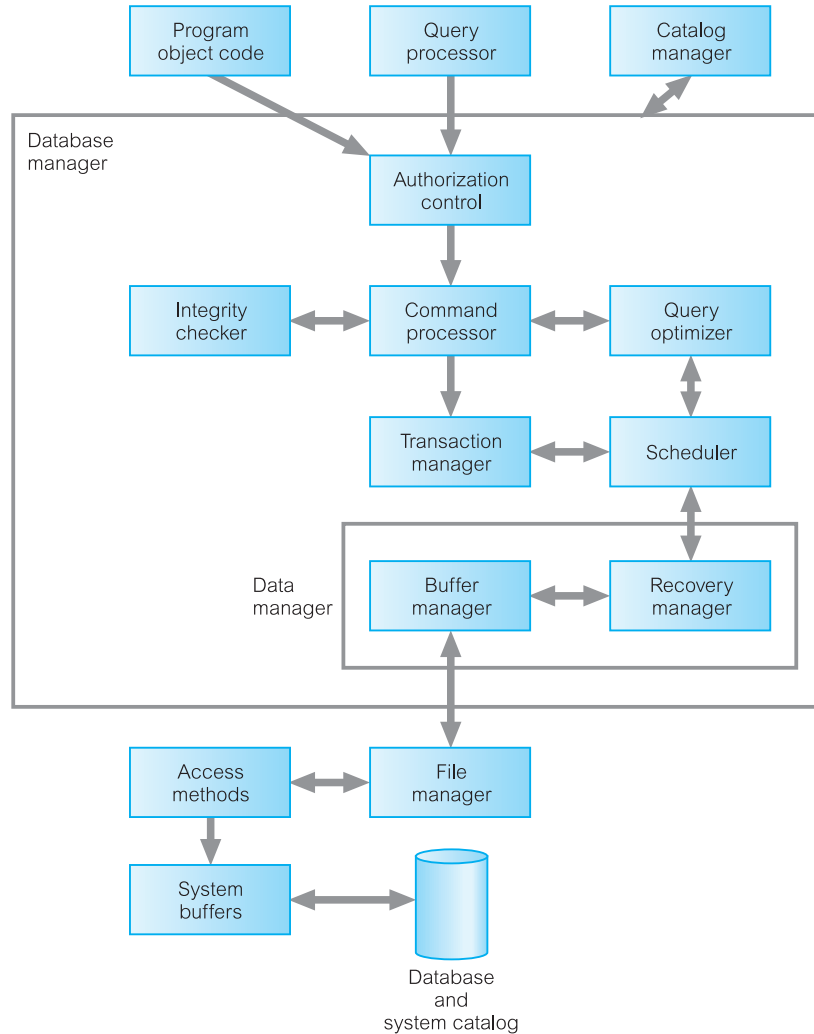 Program
object code
Query
processor
Catalog
manager
Database
manager
Authorization
control
Integrity
checker
Command
processor
Query
optimizer
Transaction
manager
Scheduler
Data
manager
Buffer
manager
Recovery
manager
Access
methods
File
manager
System
buffers
Database
and
system catalog